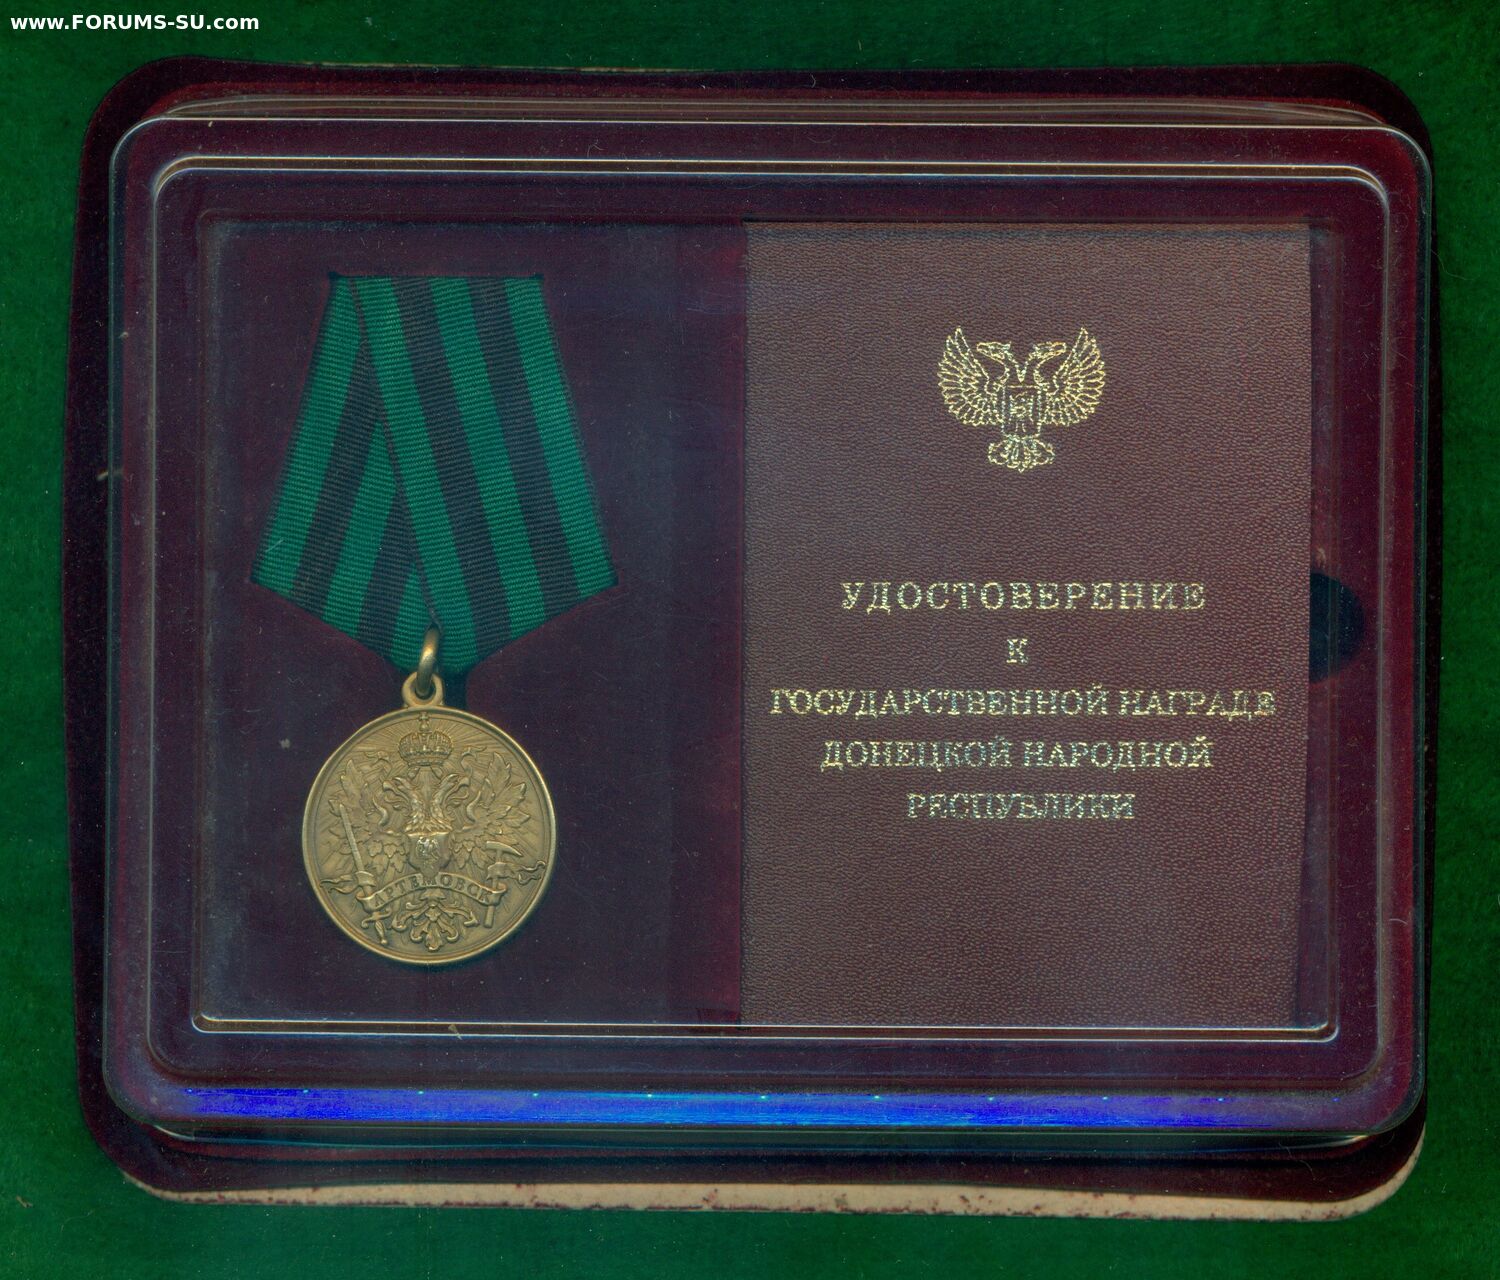 www.FORUMS-SU.com
УДОСТОВЕРЕНИЕ
К
ГОСУДАРСТВЕННОЙ НАГРАДЕ
ДОНЕЦКОЙ НАРОДНОЙ
РЕСПУБЛИКИ
АРТЕМОВСК